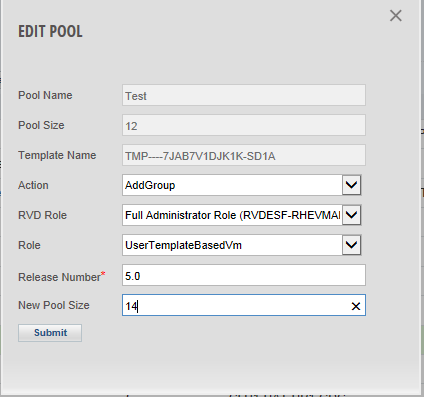 EDIT POOL
Pool Name Test
Pool Size 12
Template Name TMP----7JAB7V1DJK1K-SD1A
Action AddGroup
RVD Role Full Administrator Role (RVDESF-RHEVMA
Role UserTemplateBasedVm
Release Number* 5.0
New Pool Size 14
Submit